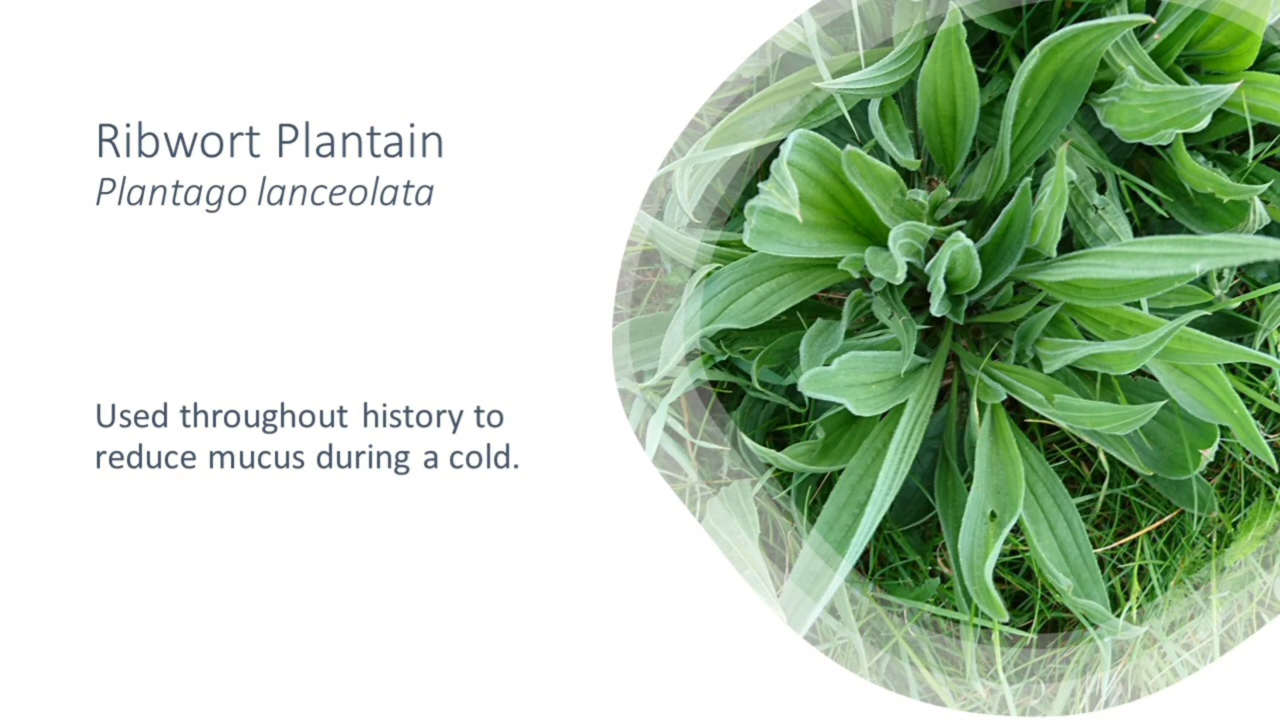 Ribwort Plantain
Plantago lanceolata
Used throughout history to
reduce mucus during a cold.